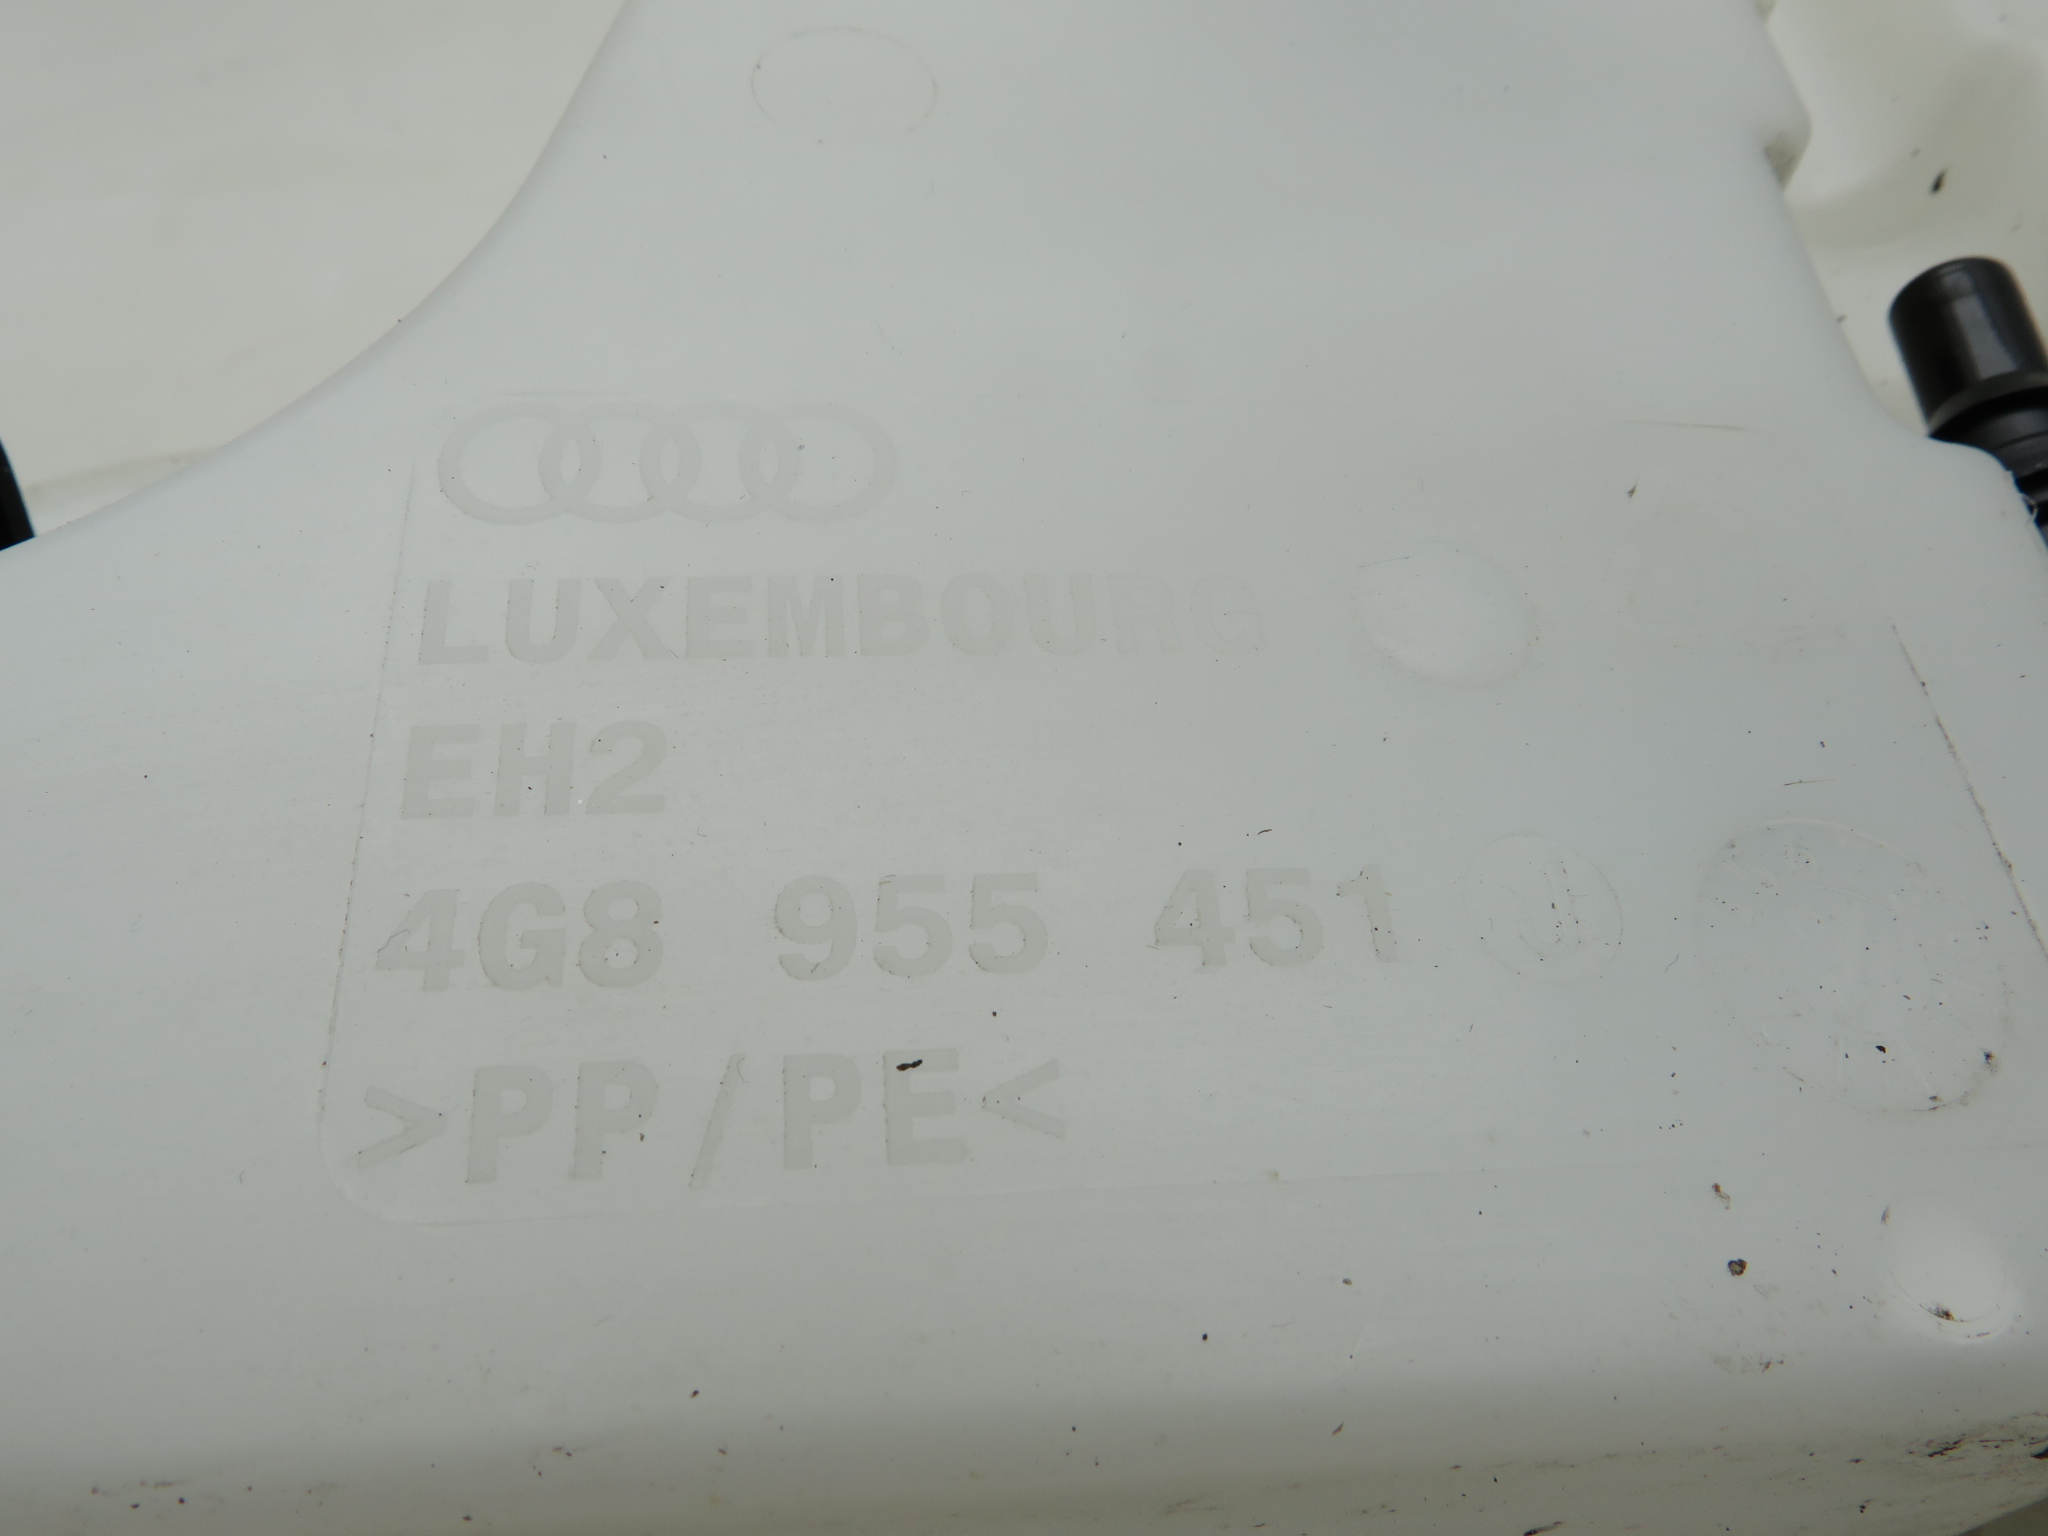 LUXEMBOURG
EH2
4G8 955 451
>PP/PE<